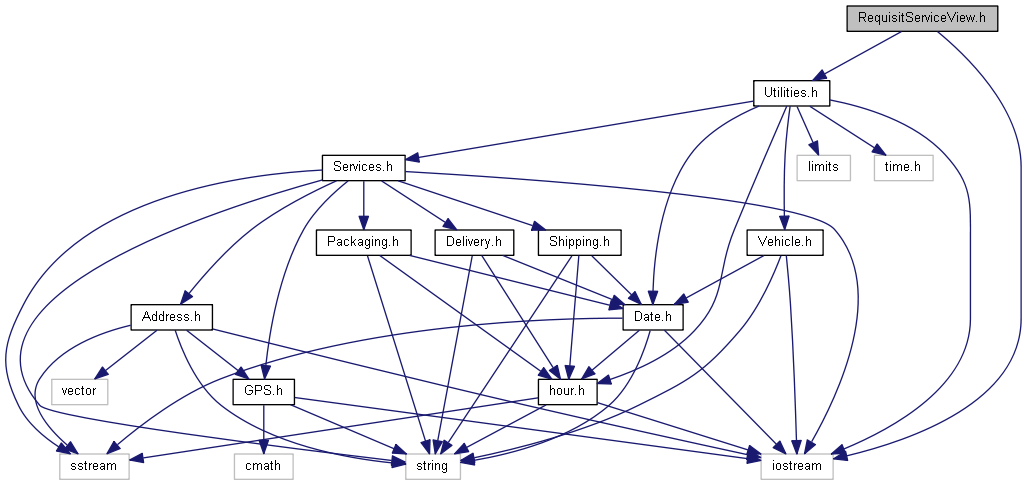 RequisitServiceView.h
Utilities.h
Services.h
limits
time.h
Packaging.h
Delivery.h
Shipping.h
Vehicle.h
Address.h
Date.h
vector
GPS.h
hour.h
sstream
cmath
string
iostream